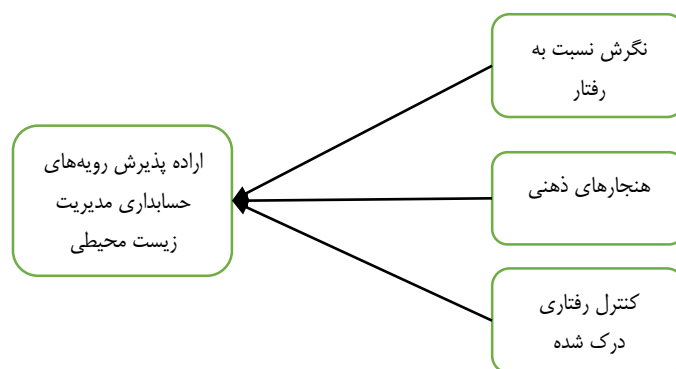 نگرش نسبت به
رفتار
هنجارهای ذهنی
کنترل رفتاری
درک شده
اراده پذیرش رویه‌های
حسابداری مدیریت
زیست محیطی